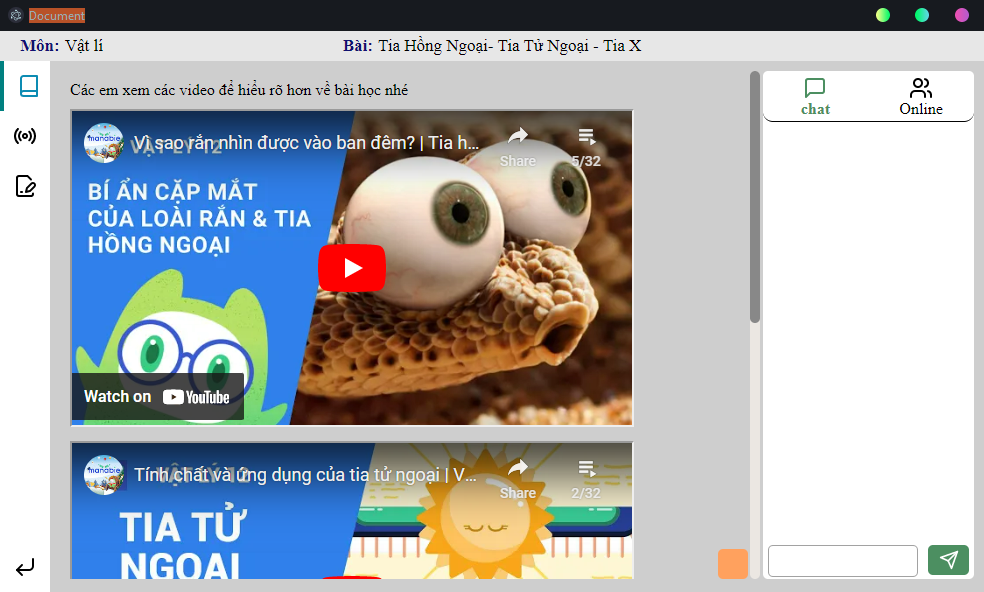 Document
Môn: Vật lí
Bài: Tia Hồng Ngoại- Tia Tử Ngoại - Tia X
Các em xem các video để hiểu rõ hơn về bài học nhé
manabie
VẬT LÝ 12
Vì sao rắn nhìn được vào ban đêm? | Tia h...
Share
5/32
BÍ ẨN CẶP MẮT
CỦA LOÀI RẮN & TIA
HỒNG NGOẠI
Watch on YouTube
manabie
VẬT LÝ 12
Tính chất và ứng dụng của tia tử ngoại | V...
Share
2/32
TIA TỬ
NGOẠI
chat
Online